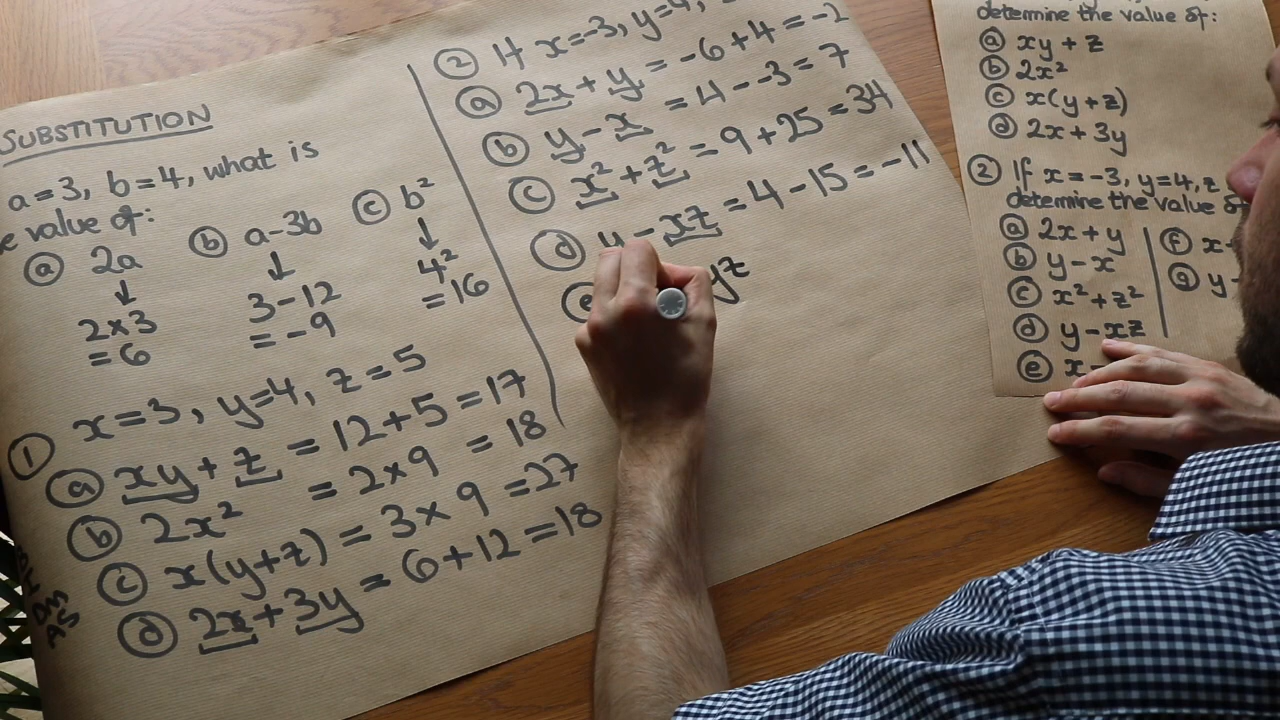 SUBSTITUTION
a=3, b=4, what is
value of:
ⓐ 2a
↓
2×3
=6
ⓑ a-3b
↓
3-12
=-9
ⓒ b²
↓
4²
=16
① x=3, y=4, z=5
ⓐ xy+z = 12+5 =17
ⓑ 2x² = 2×9 = 18
ⓒ x(y+z) = 3×9 =27
ⓓ 2x+3y = 6+12 =18
② If x=-3, y=4,
ⓐ 2x+y = -6+4 = -2
ⓑ y-x = 4--3 = 7
ⓒ x²+z² = 9+25 = 34
ⓓ y-xz = 4-15 = -11
ⓔ yz
determine the value of:
ⓐ xy+z
ⓑ 2x²
ⓒ x(y+z)
ⓓ 2x+3y
② If x=-3, y=4, z
determine the value of
ⓐ 2x+y
ⓑ y-x
ⓒ x²+z²
ⓓ y-xz
ⓔ x-
ⓕ x-
ⓖ y-